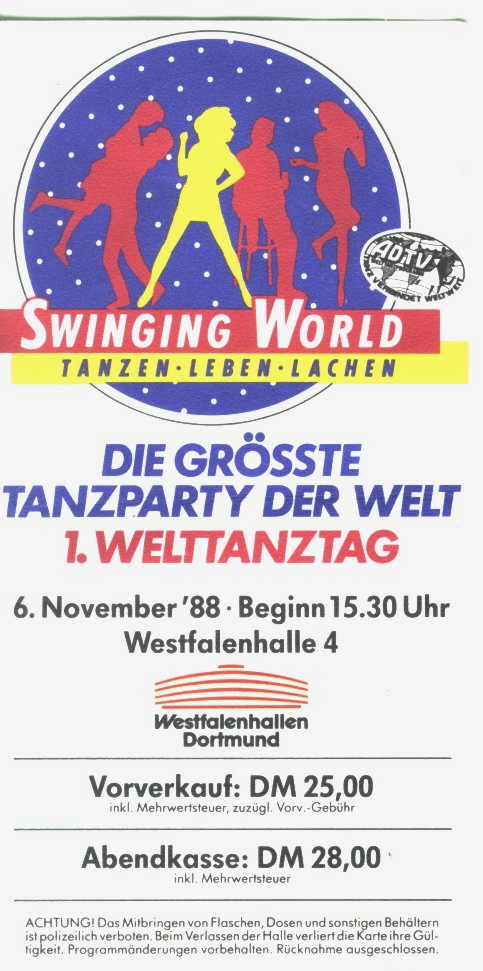 ADTV
TANZ VERBINDET WELTWEIT
SWINGING WORLD
TANZEN·LEBEN·LACHEN
DIE GRÖSSTE
TANZPARTY DER WELT
1. WELTTANZTAG
6. November '88 · Beginn 15.30 Uhr
Westfalenhalle 4
Westfalenhallen
Dortmund
Vorverkauf: DM 25,00
inkl. Mehrwertsteuer, zuzügl. Vorv.-Gebühr
Abendkasse: DM 28,00
inkl. Mehrwertsteuer
ACHTUNG! Das Mitbringen von Flaschen, Dosen und sonstigen Behältern
ist polizeilich verboten. Beim Verlassen der Halle verliert die Karte ihre Gül-
tigkeit. Programmänderungen vorbehalten. Rücknahme ausgeschlossen.